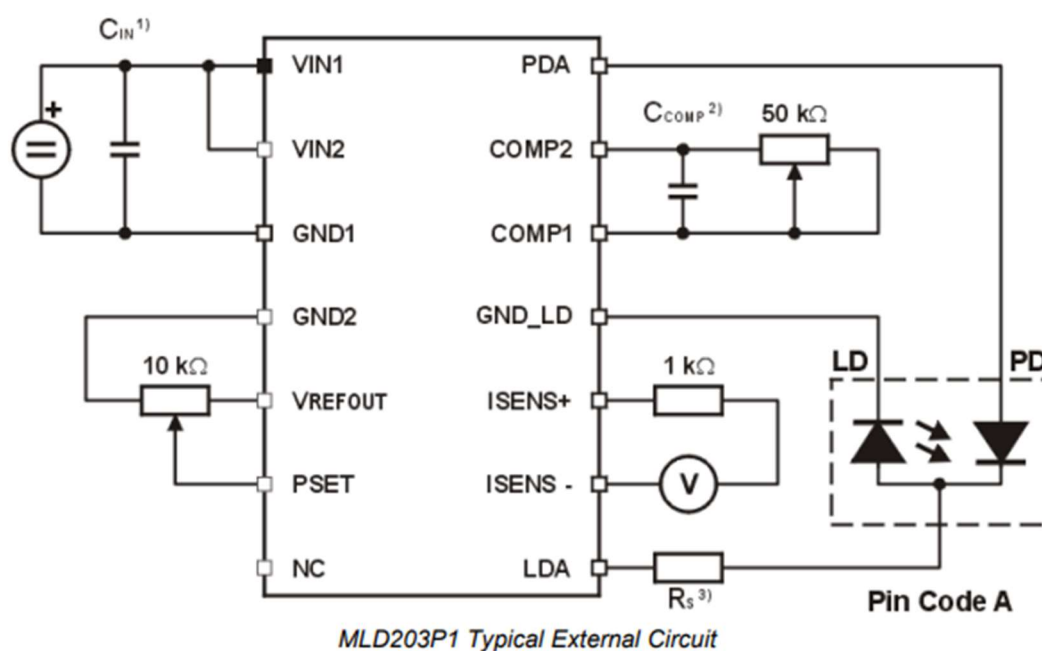 CIN 1)
VIN1
PDA
+
CCOMP 2)
50 kΩ
VIN2
COMP2
GND1
COMP1
GND2
GND_LD
10 kΩ
1 kΩ
LD
PD
VREFOUT
ISENS+
PSET
ISENS -
V
NC
LDA
RS 3)
Pin Code A
MLD203P1 Typical External Circuit